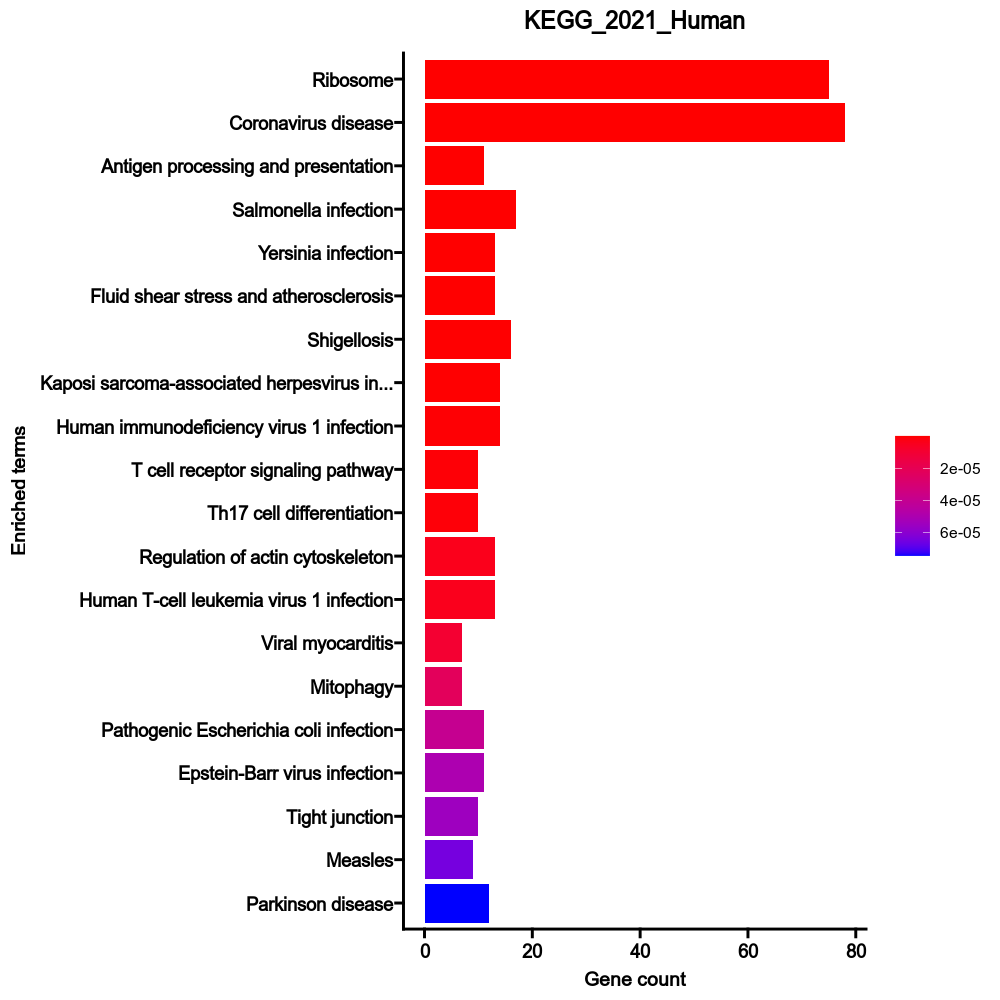 KEGG_2021_Human
Ribosome
Coronavirus disease
Antigen processing and presentation
Salmonella infection
Yersinia infection
Fluid shear stress and atherosclerosis
Shigellosis
Kaposi sarcoma-associated herpesvirus in...
Human immunodeficiency virus 1 infection
T cell receptor signaling pathway
Th17 cell differentiation
Regulation of actin cytoskeleton
Human T-cell leukemia virus 1 infection
Viral myocarditis
Mitophagy
Pathogenic Escherichia coli infection
Epstein-Barr virus infection
Tight junction
Measles
Parkinson disease
Enriched terms
0 20 40 60 80
Gene count
2e-05
4e-05
6e-05